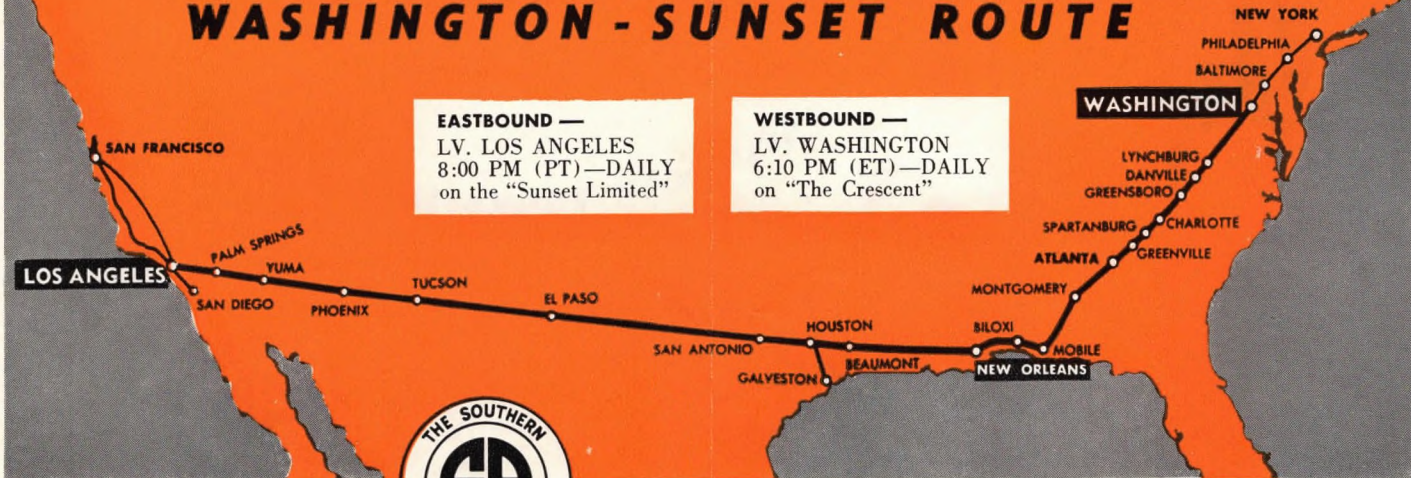 WASHINGTON - SUNSET ROUTE
NEW YORK
PHILADELPHIA
BALTIMORE
WASHINGTON
EASTBOUND —
LV. LOS ANGELES
8:00 PM (PT)—DAILY
on the “Sunset Limited”
WESTBOUND —
LV. WASHINGTON
6:10 PM (ET)—DAILY
on “The Crescent”
SAN FRANCISCO
LYNCHBURG
DANVILLE
GREENSBORO
CHARLOTTE
SPARTANBURG
GREENVILLE
ATLANTA
MONTGOMERY
LOS ANGELES
PALM SPRINGS
YUMA
SAN DIEGO
PHOENIX
TUCSON
EL PASO
SAN ANTONIO
HOUSTON
GALVESTON
BEAUMONT
BILOXI
MOBILE
NEW ORLEANS
THE SOUTHERN